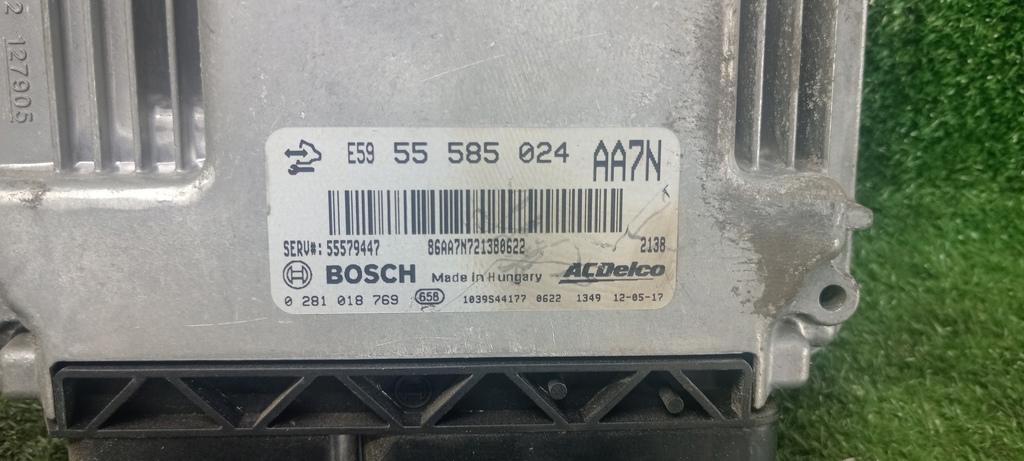 2 127905
E59 55 585 024 AA7N
SERV#: 55579447 86AA7N721380622 2138
BOSCH Made in Hungary ACDelco
0 281 018 769 658 1039S44177 0622 1349 12-05-17